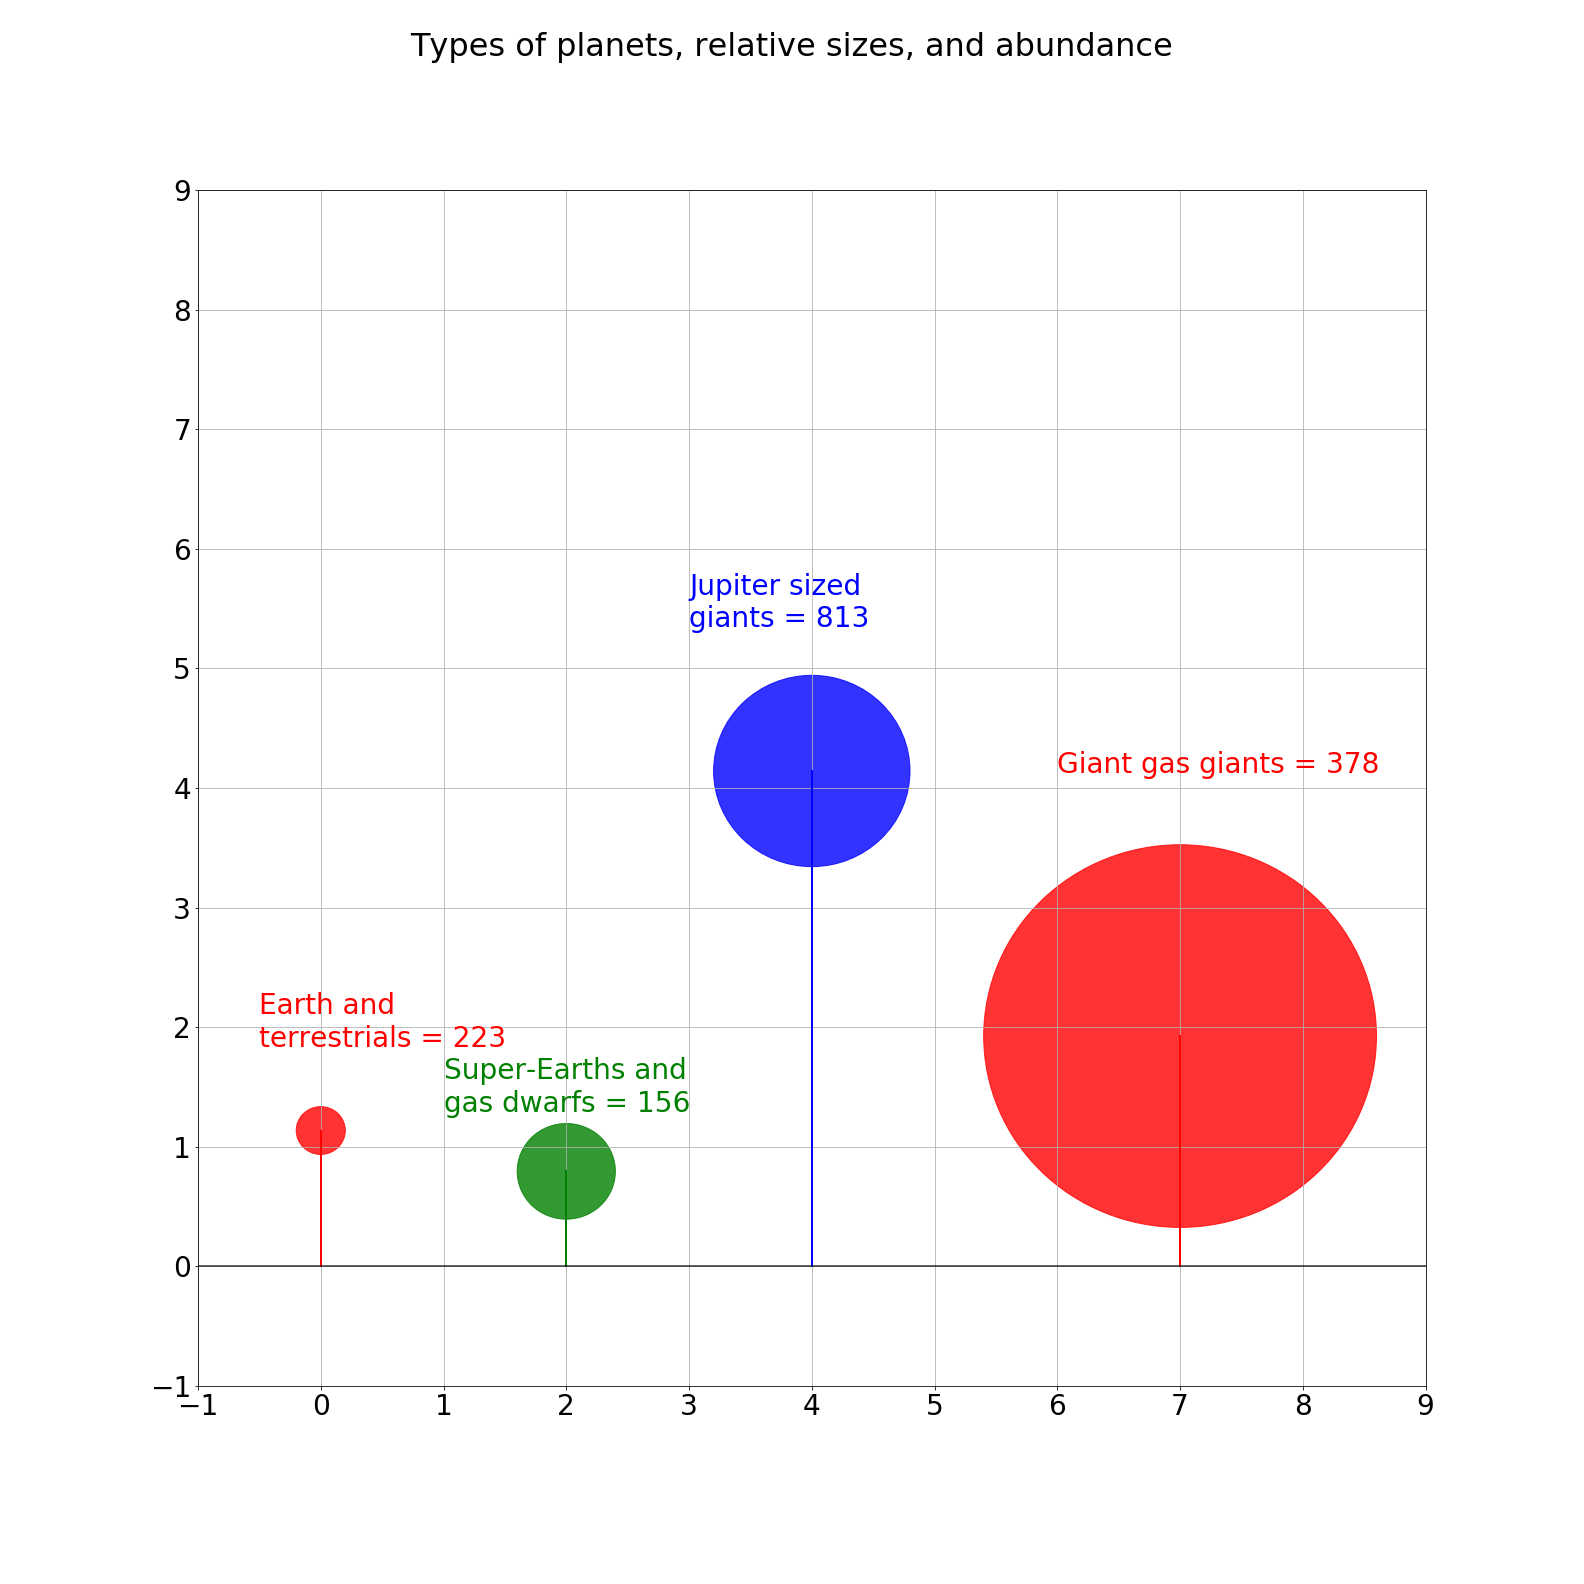 Types of planets, relative sizes, and abundance
9
8
7
6
Jupiter sized
giants = 813
5
Giant gas giants = 378
4
3
Earth and
terrestrials = 223
2
Super-Earths and
gas dwarfs = 156
1
0
−1
−1 0 1 2 3 4 5 6 7 8 9